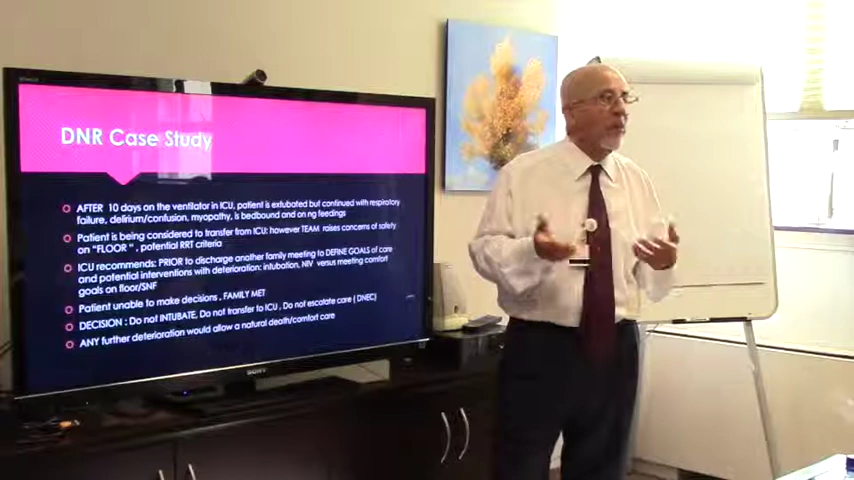 DNR Case Study
AFTER 10 days on the ventilator in ICU, patient is extubated but continued with respiratory
failure, delirium/confusion, myopathy, is bedbound and on ng feedings
Patient is being considered to transfer from ICU: however TEAM raises concerns of safety
on "FLOOR", potential RRT criteria
ICU recommends: PRIOR to discharge another family meeting to DEFINE GOALS of care
and potential interventions with deterioration: intubation, NIV versus meeting comfort
goals on floor/SNF
Patient unable to make decisions , FAMILY MET
DECISION : Do not INTUBATE, Do not transfer to ICU , Do not escalate care ( DNEC)
ANY further deterioration would allow a natural death/comfort care
SONY